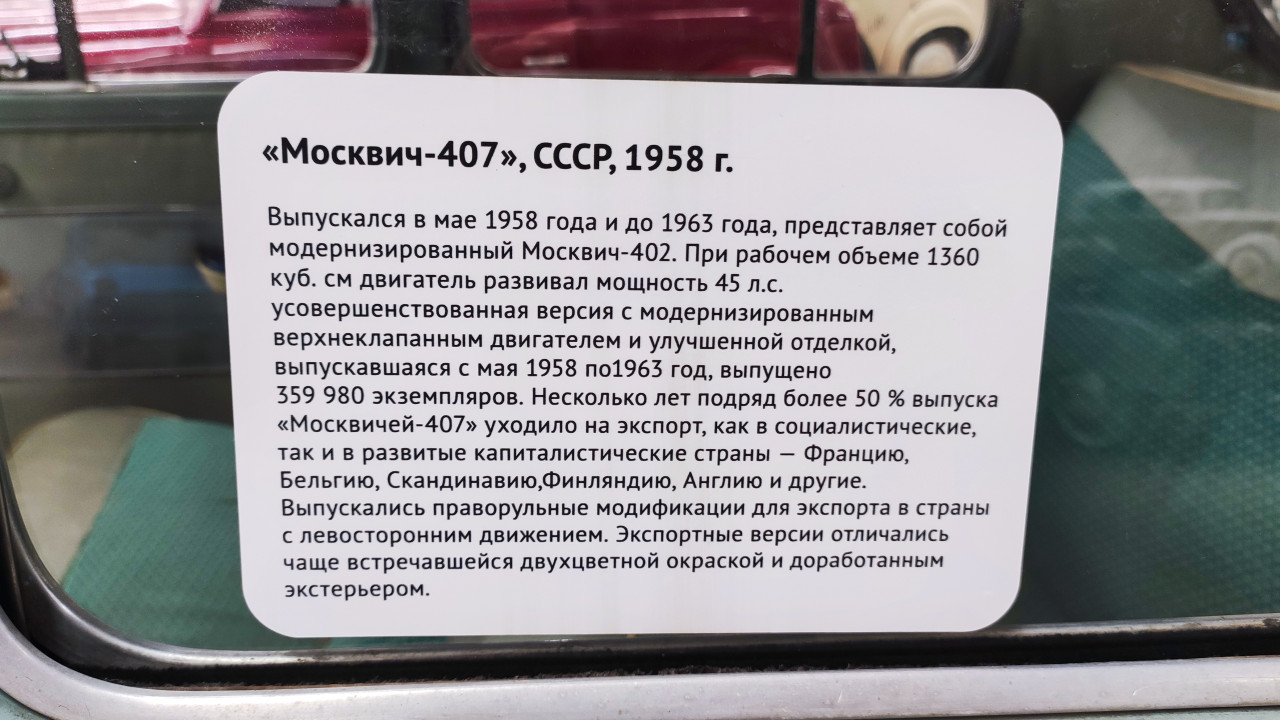 «Москвич-407», СССР, 1958 г.
Выпускался в мае 1958 года и до 1963 года, представляет собой
модернизированный Москвич-402. При рабочем объеме 1360
куб. см двигатель развивал мощность 45 л.с.
усовершенствованная версия с модернизированным
верхнеклапанным двигателем и улучшенной отделкой,
выпускавшаяся с мая 1958 по1963 год, выпущено
359 980 экземпляров. Несколько лет подряд более 50 % выпуска
«Москвичей-407» уходило на экспорт, как в социалистические,
так и в развитые капиталистические страны — Францию,
Бельгию, Скандинавию,Финляндию, Англию и другие.
Выпускались праворульные модификации для экспорта в страны
с левосторонним движением. Экспортные версии отличались
чаще встречавшейся двухцветной окраской и доработанным
экстерьером.